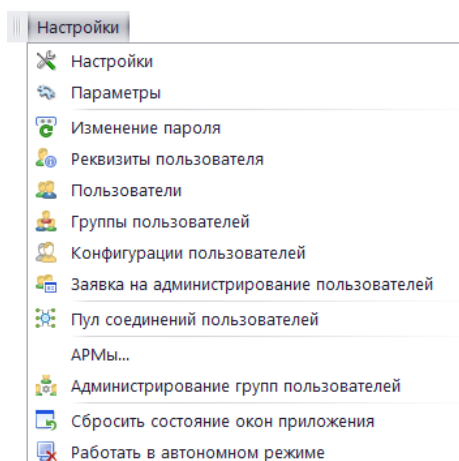 Настройки
Настройки
Параметры
Изменение пароля
Реквизиты пользователя
Пользователи
Группы пользователей
Конфигурации пользователей
Заявка на администрирование пользователей
Пул соединений пользователей
АРМы...
Администрирование групп пользователей
Сбросить состояние окон приложения
Работать в автономном режиме